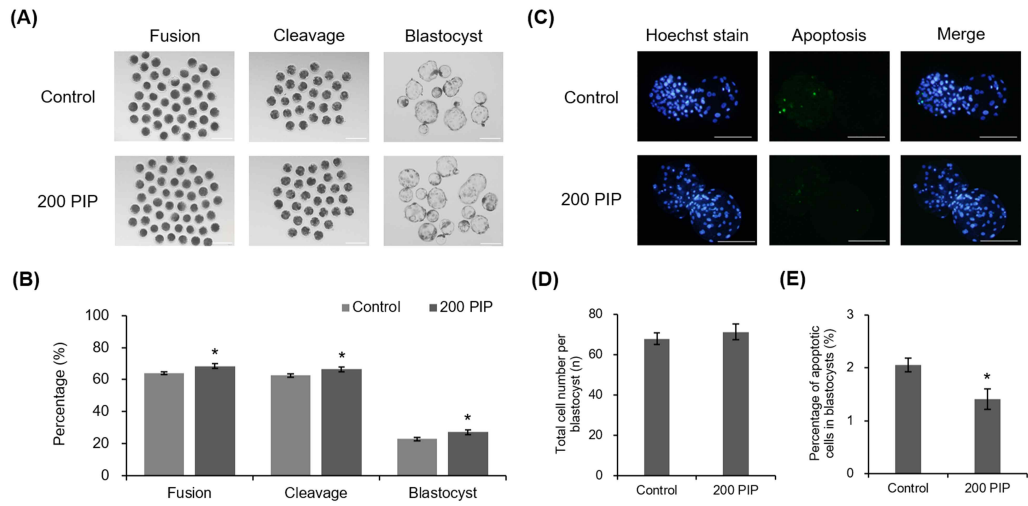 (A)
Fusion Cleavage Blastocyst
Control
200 PIP
(B)
Control 200 PIP
Percentage (%)
100
80
60
40
20
0
* * *
Fusion Cleavage Blastocyst
(C)
Hoechst stain Apoptosis Merge
Control
200 PIP
(D)
Total cell number per
blastocyst (n)
80
60
40
20
0
Control 200 PIP
(E)
Percentage of apoptotic
cells in blastocysts (%)
3
2
1
0
*
Control 200 PIP